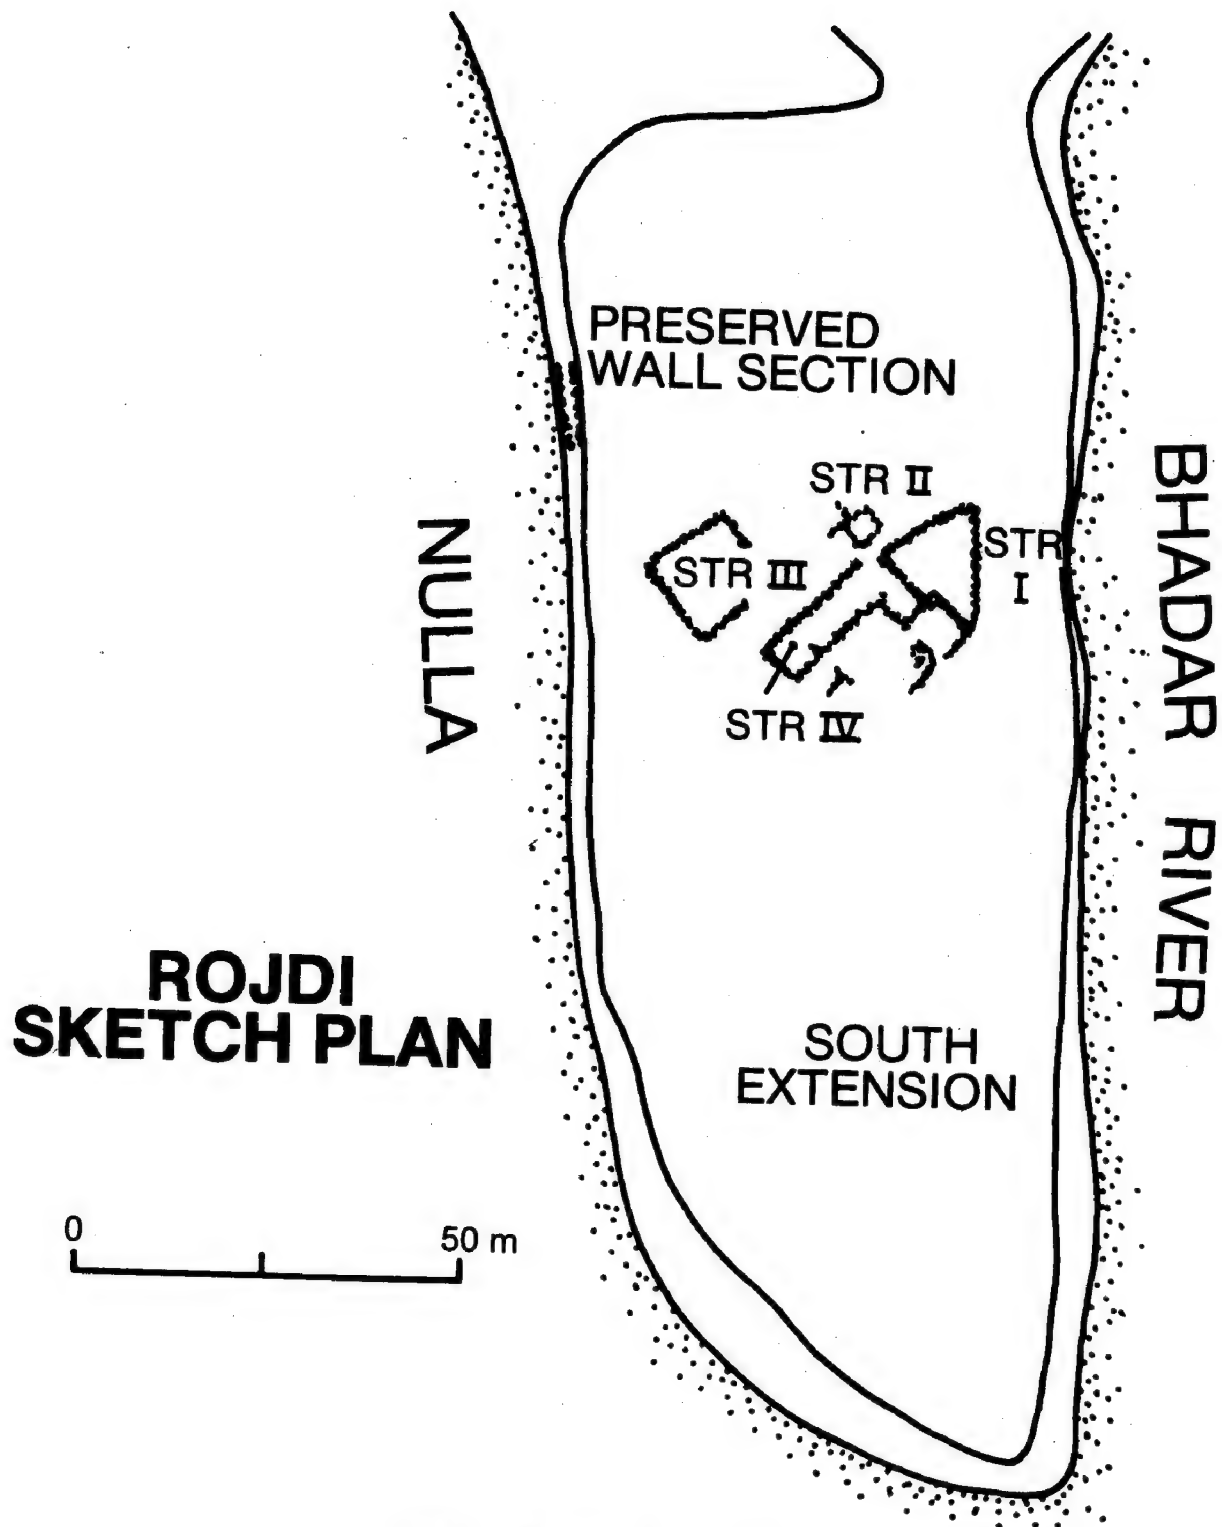 PRESERVED
WALL SECTION
STR II
STR
I
STR III
STR IV
NULLA
BHADAR RIVER
ROJDI
SKETCH PLAN
SOUTH
EXTENSION
0
50 m